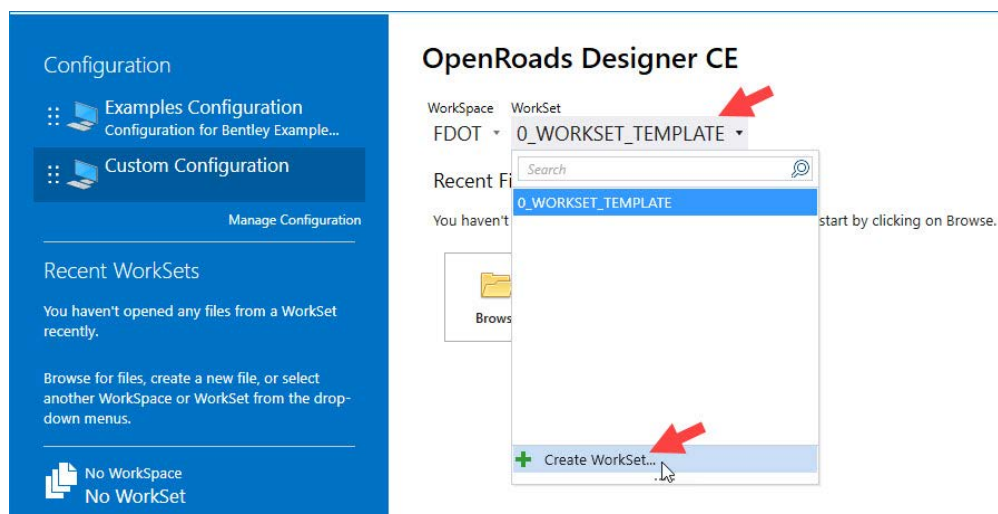 Configuration
Examples Configuration
Configuration for Bentley Example...
Custom Configuration
Manage Configuration
Recent WorkSets
You haven't opened any files from a WorkSet
recently.
Browse for files, create a new file, or select
another WorkSpace or WorkSet from the drop-
down menus.
No WorkSpace
No WorkSet
OpenRoads Designer CE
WorkSpace WorkSet
FDOT 0_WORKSET_TEMPLATE
Search
Recent Fi
0_WORKSET_TEMPLATE
You haven't start by clicking on Browse.
Brows
Create WorkSet...